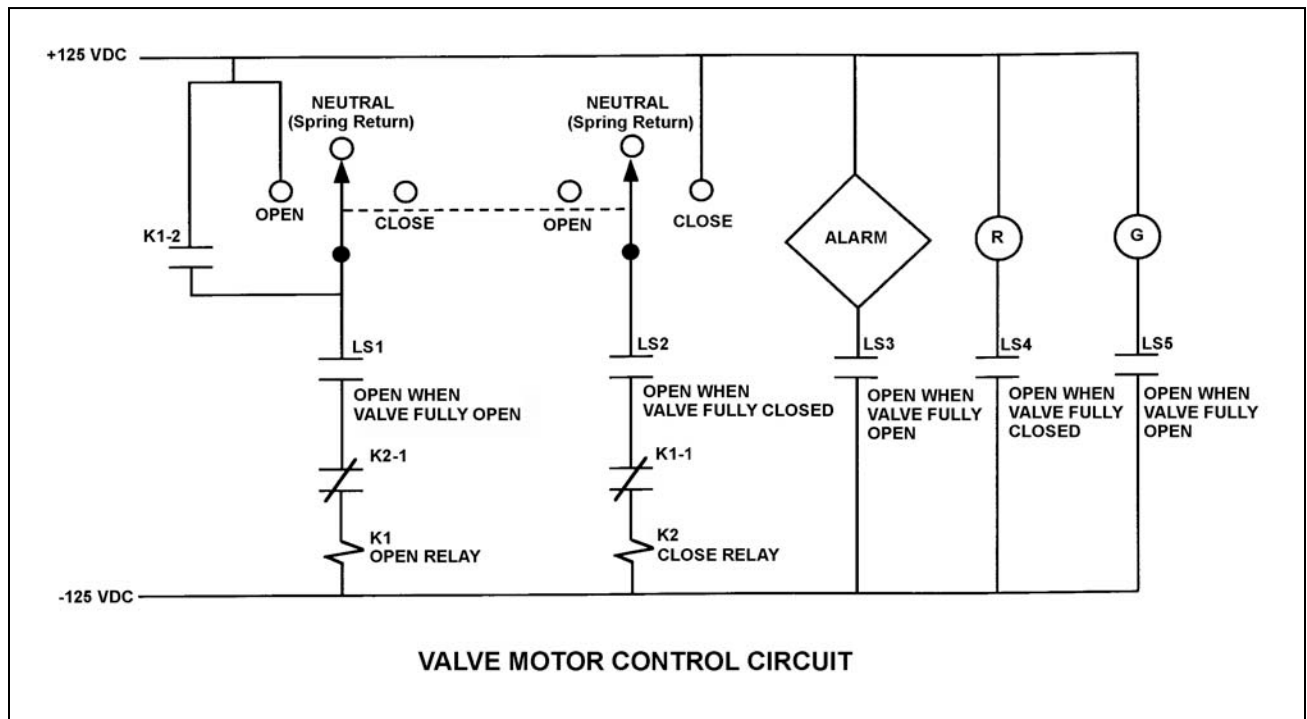 +125 VDC
NEUTRAL
(Spring Return)
NEUTRAL
(Spring Return)
OPEN
CLOSE
OPEN
CLOSE
K1-2
ALARM
R
G
LS1
OPEN WHEN
VALVE FULLY OPEN
LS2
OPEN WHEN
VALVE FULLY CLOSED
LS3
OPEN WHEN
VALVE FULLY
OPEN
LS4
OPEN WHEN
VALVE FULLY
CLOSED
LS5
OPEN WHEN
VALVE FULLY
OPEN
K2-1
K1-1
K1
OPEN RELAY
K2
CLOSE RELAY
-125 VDC
VALVE MOTOR CONTROL CIRCUIT